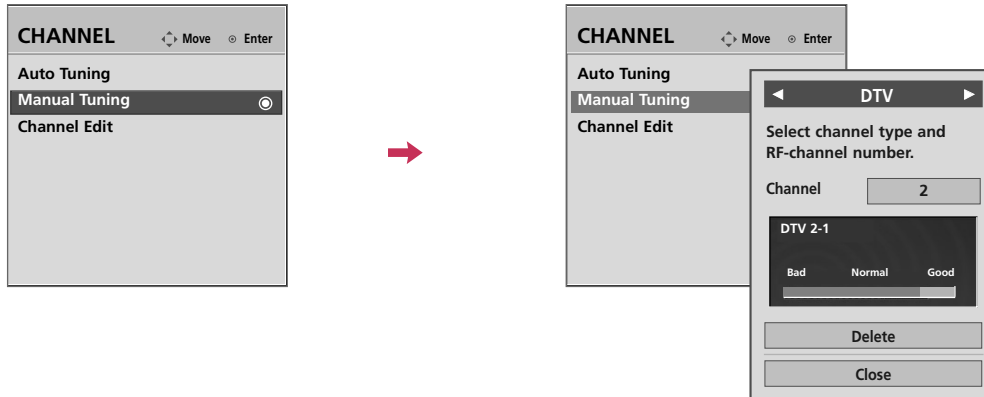 CHANNEL Move Enter
Auto Tuning
Manual Tuning
Channel Edit
CHANNEL Move Enter
Auto Tuning
Manual Tuning
Channel Edit
DTV
Select channel type and
RF-channel number.
Channel 2
DTV 2-1
Bad Normal Good
Delete
Close